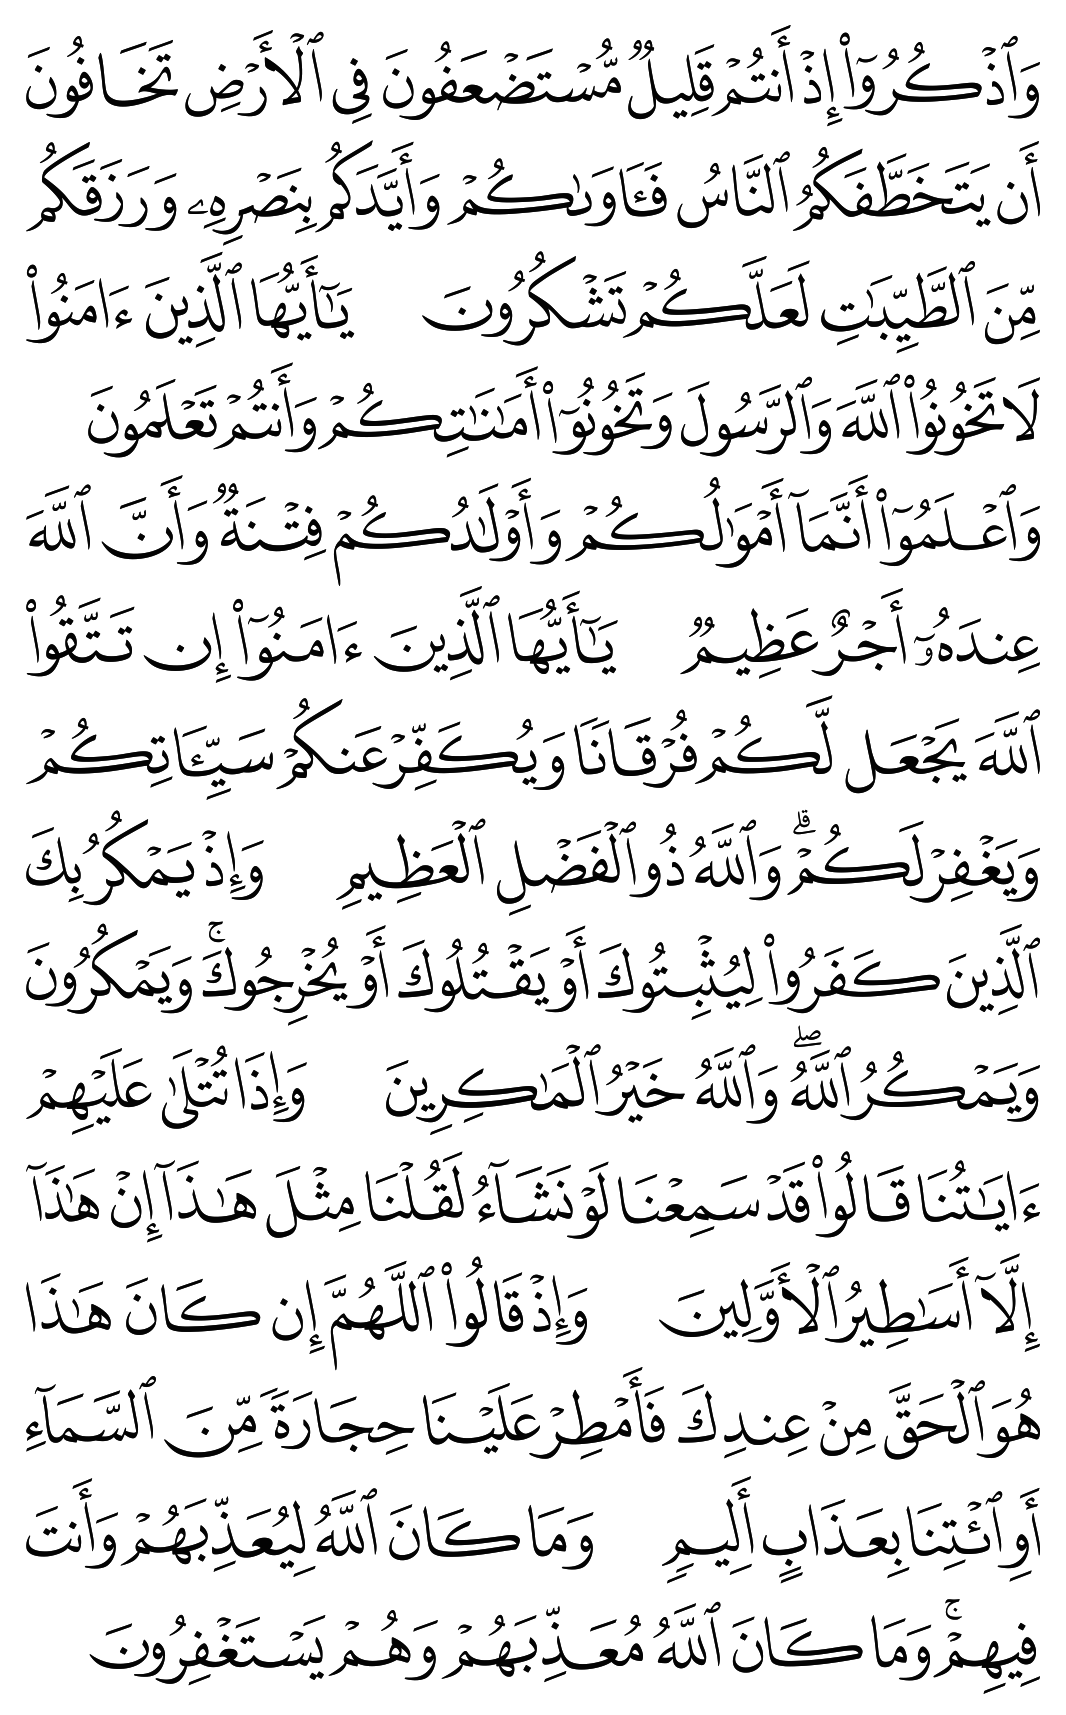 وَٱذۡكُرُوٓاْ إِذۡ أَنتُمۡ قَلِيلٞ مُّسۡتَضۡعَفُونَ فِي ٱلۡأَرۡضِ تَخَافُونَ
أَن يَتَخَطَّفَكُمُ ٱلنَّاسُ فَـَٔاوَىٰكُمۡ وَأَيَّدَكُم بِنَصۡرِهِۦ وَرَزَقَكُم
مِّنَ ٱلطَّيِّبَٰتِ لَعَلَّكُمۡ تَشۡكُرُونَ يَٰٓأَيُّهَا ٱلَّذِينَ ءَامَنُواْ
لَا تَخُونُواْ ٱللَّهَ وَٱلرَّسُولَ وَتَخُونُوٓاْ أَمَٰنَٰتِكُمۡ وَأَنتُمۡ تَعۡلَمُونَ
وَٱعۡلَمُوٓاْ أَنَّمَآ أَمۡوَٰلُكُمۡ وَأَوۡلَٰدُكُمۡ فِتۡنَةٞ وَأَنَّ ٱللَّهَ
عِندَهُۥٓ أَجۡرٌ عَظِيمٞ يَٰٓأَيُّهَا ٱلَّذِينَ ءَامَنُوٓاْ إِن تَتَّقُواْ
ٱللَّهَ يَجۡعَل لَّكُمۡ فُرۡقَانٗا وَيُكَفِّرۡ عَنكُمۡ سَيِّـَٔاتِكُمۡ
وَيَغۡفِرۡ لَكُمۡۗ وَٱللَّهُ ذُو ٱلۡفَضۡلِ ٱلۡعَظِيمِ وَإِذۡ يَمۡكُرُ بِكَ
ٱلَّذِينَ كَفَرُواْ لِيُثۡبِتُوكَ أَوۡ يَقۡتُلُوكَ أَوۡ يُخۡرِجُوكَۚ وَيَمۡكُرُونَ
وَيَمۡكُرُ ٱللَّهُۖ وَٱللَّهُ خَيۡرُ ٱلۡمَٰكِرِينَ وَإِذَا تُتۡلَىٰ عَلَيۡهِمۡ
ءَايَٰتُنَا قَالُواْ قَدۡ سَمِعۡنَا لَوۡ نَشَآءُ لَقُلۡنَا مِثۡلَ هَٰذَآ إِنۡ هَٰذَآ
إِلَّآ أَسَٰطِيرُ ٱلۡأَوَّلِينَ وَإِذۡ قَالُواْ ٱللَّهُمَّ إِن كَانَ هَٰذَا
هُوَ ٱلۡحَقَّ مِنۡ عِندِكَ فَأَمۡطِرۡ عَلَيۡنَا حِجَارَةٗ مِّنَ ٱلسَّمَآءِ
أَوِ ٱئۡتِنَا بِعَذَابٍ أَلِيمٖ وَمَا كَانَ ٱللَّهُ لِيُعَذِّبَهُمۡ وَأَنتَ
فِيهِمۡۚ وَمَا كَانَ ٱللَّهُ مُعَذِّبَهُمۡ وَهُمۡ يَسۡتَغۡفِرُونَ